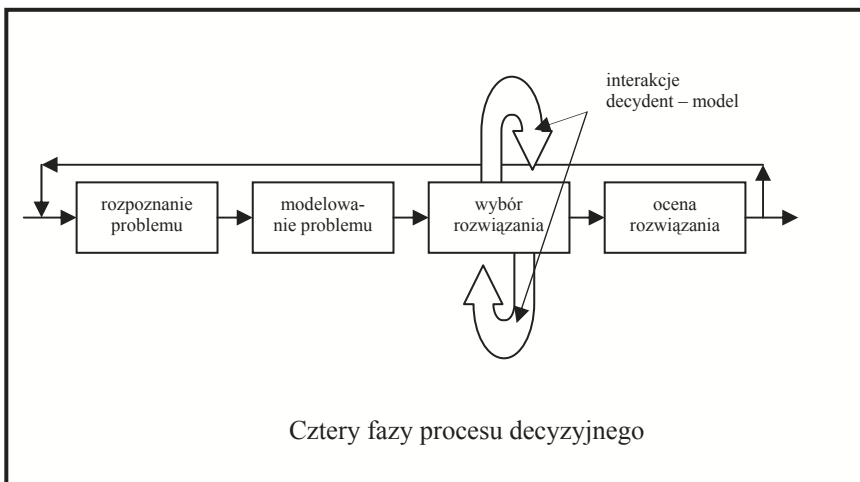 interakcje
decydent – model
rozpoznanie
problemu
modelowa-
nie problemu
wybór
rozwiązania
ocena
rozwiązania
Cztery fazy procesu decyzyjnego